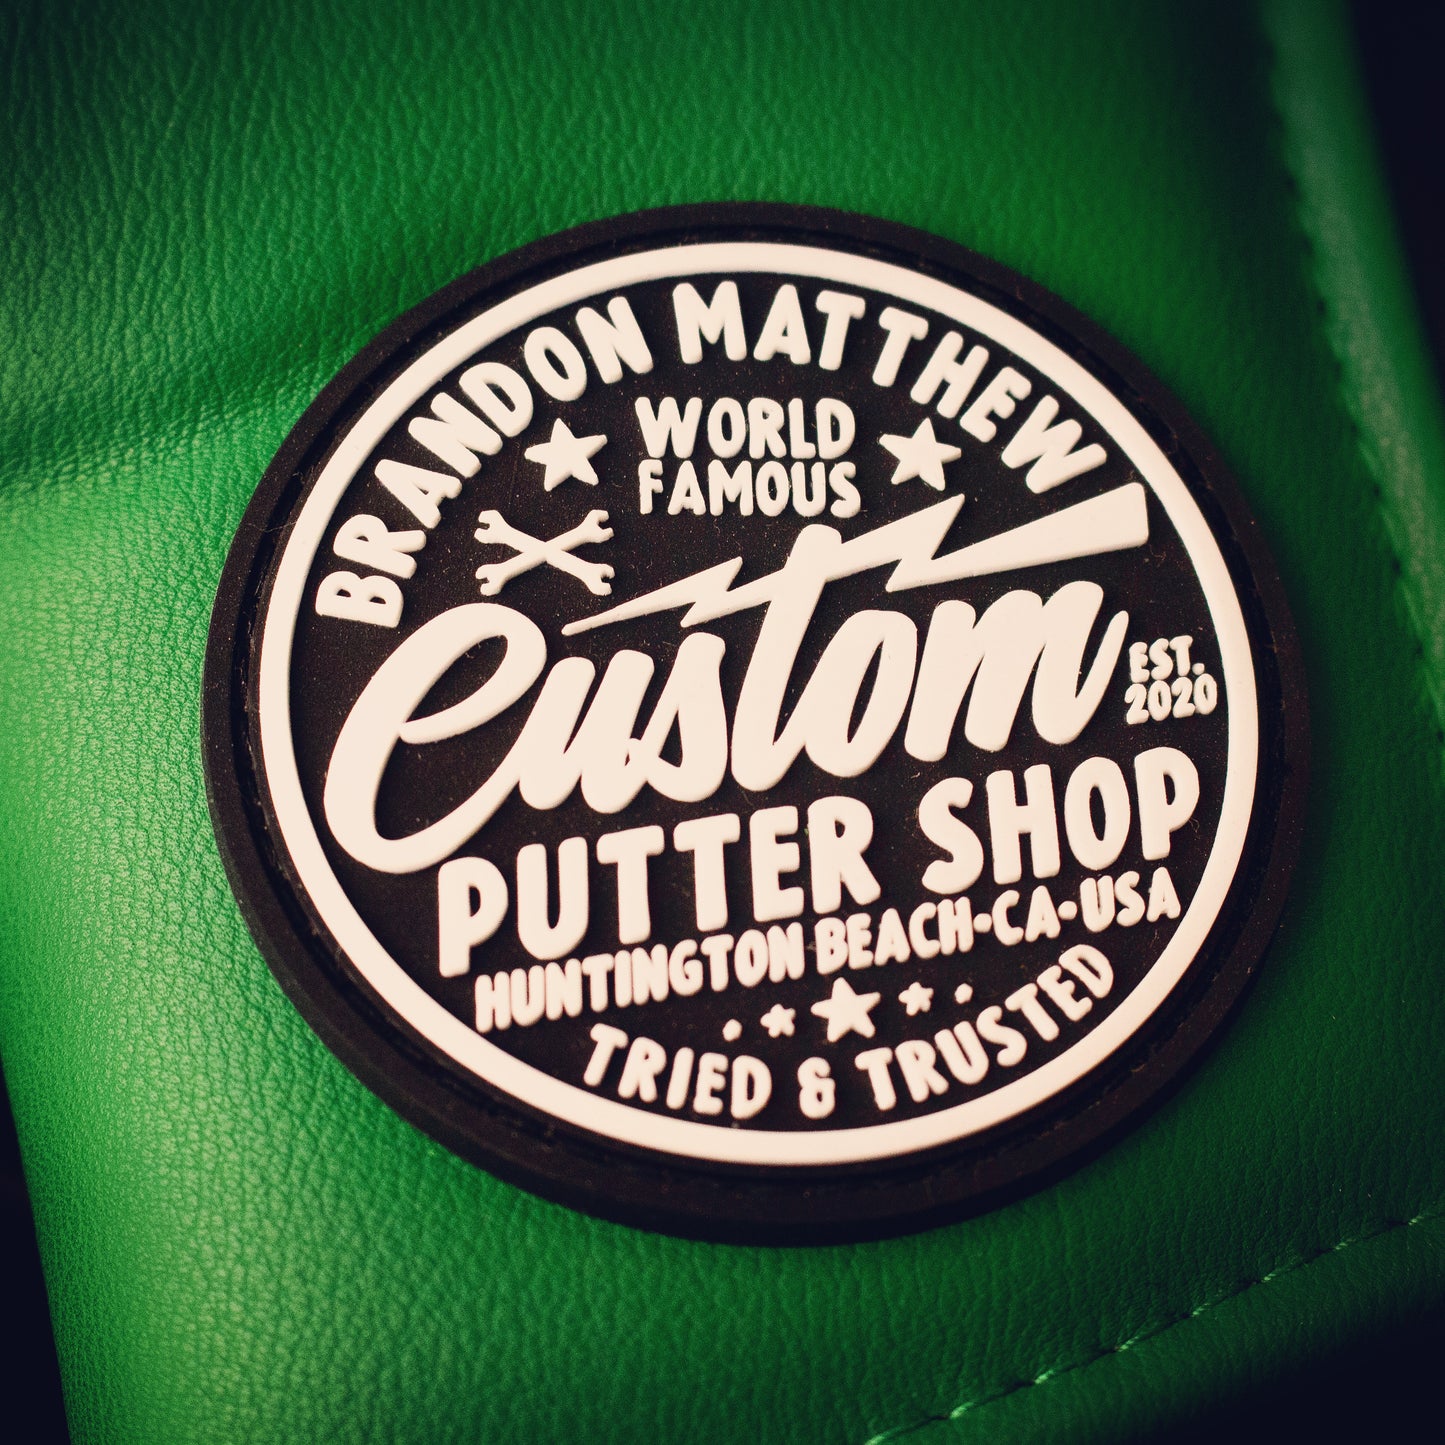 BRANDON MATTHEW
WORLD
FAMOUS
Custom
EST.
2020
PUTTER SHOP
HUNTINGTON BEACH•CA•USA
TRIED & TRUSTED